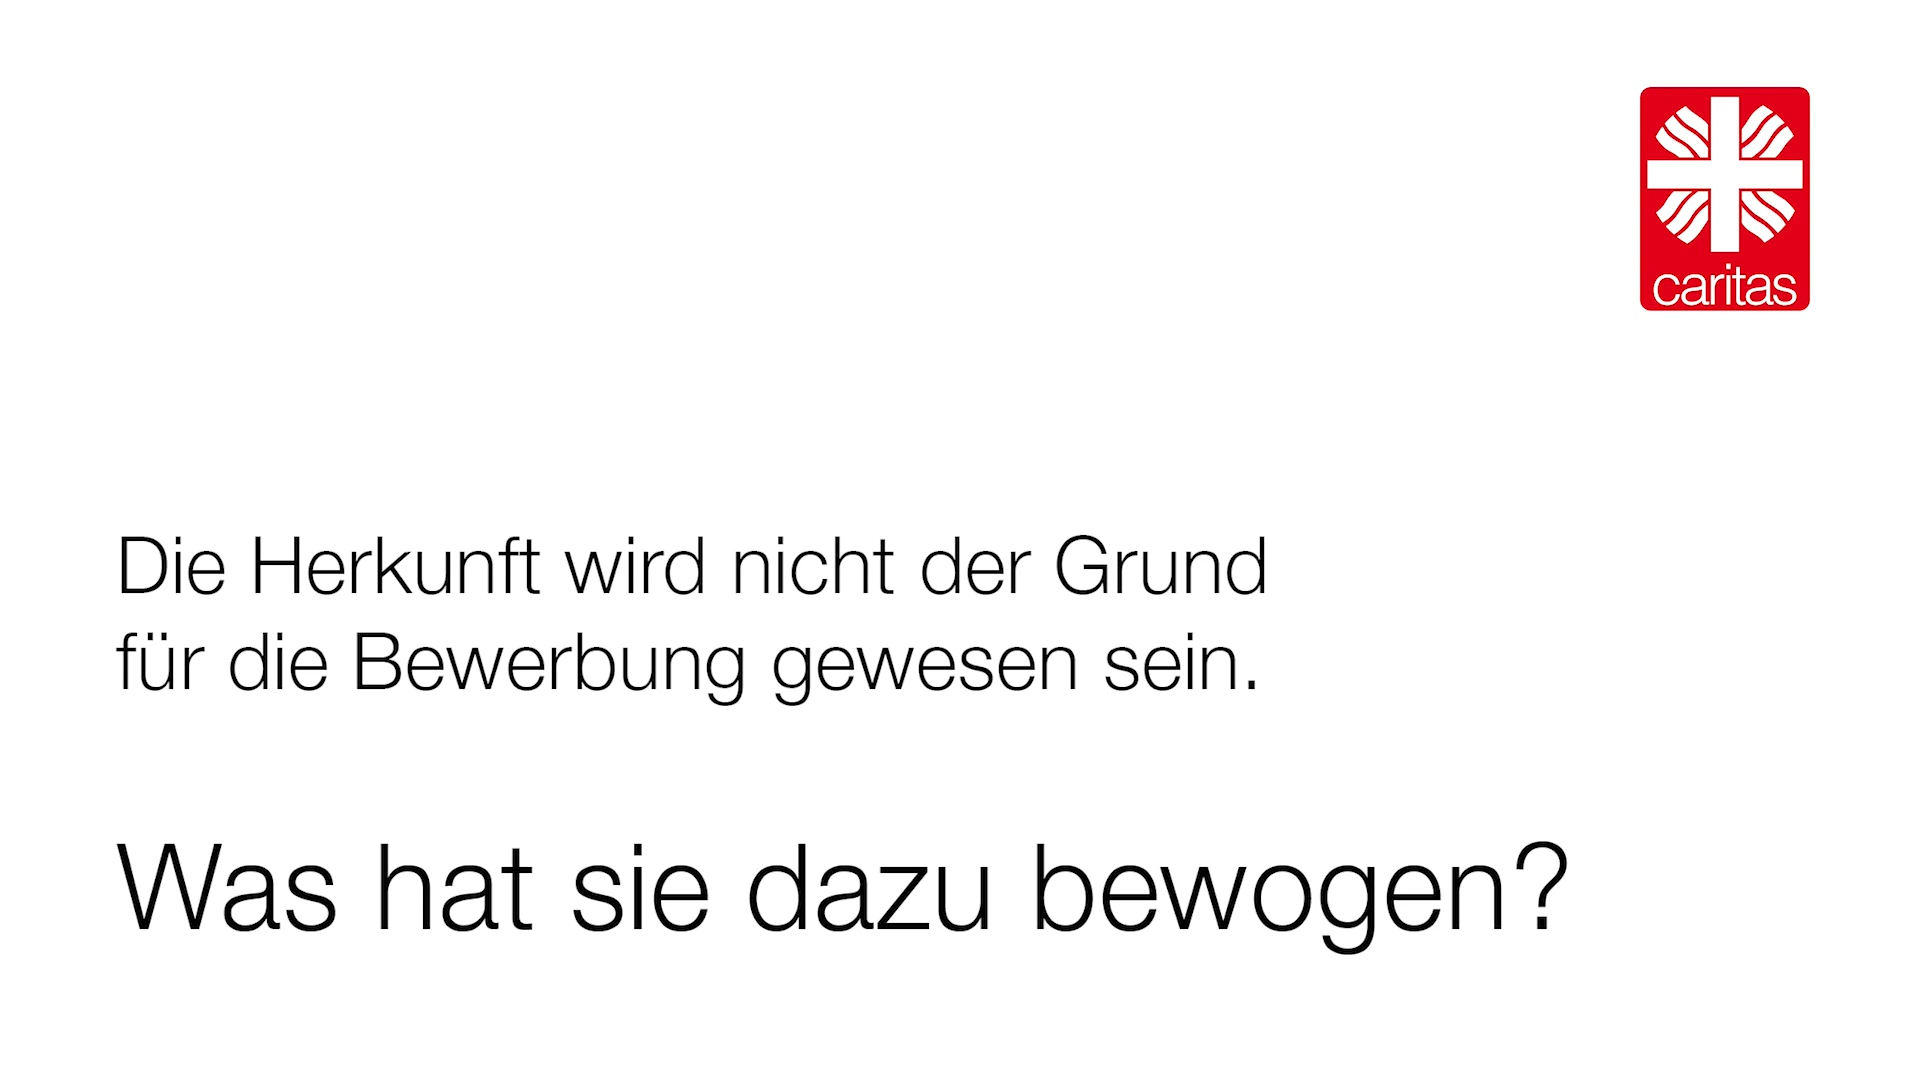 caritas
Die Herkunft wird nicht der Grund
für die Bewerbung gewesen sein.
Was hat sie dazu bewogen?